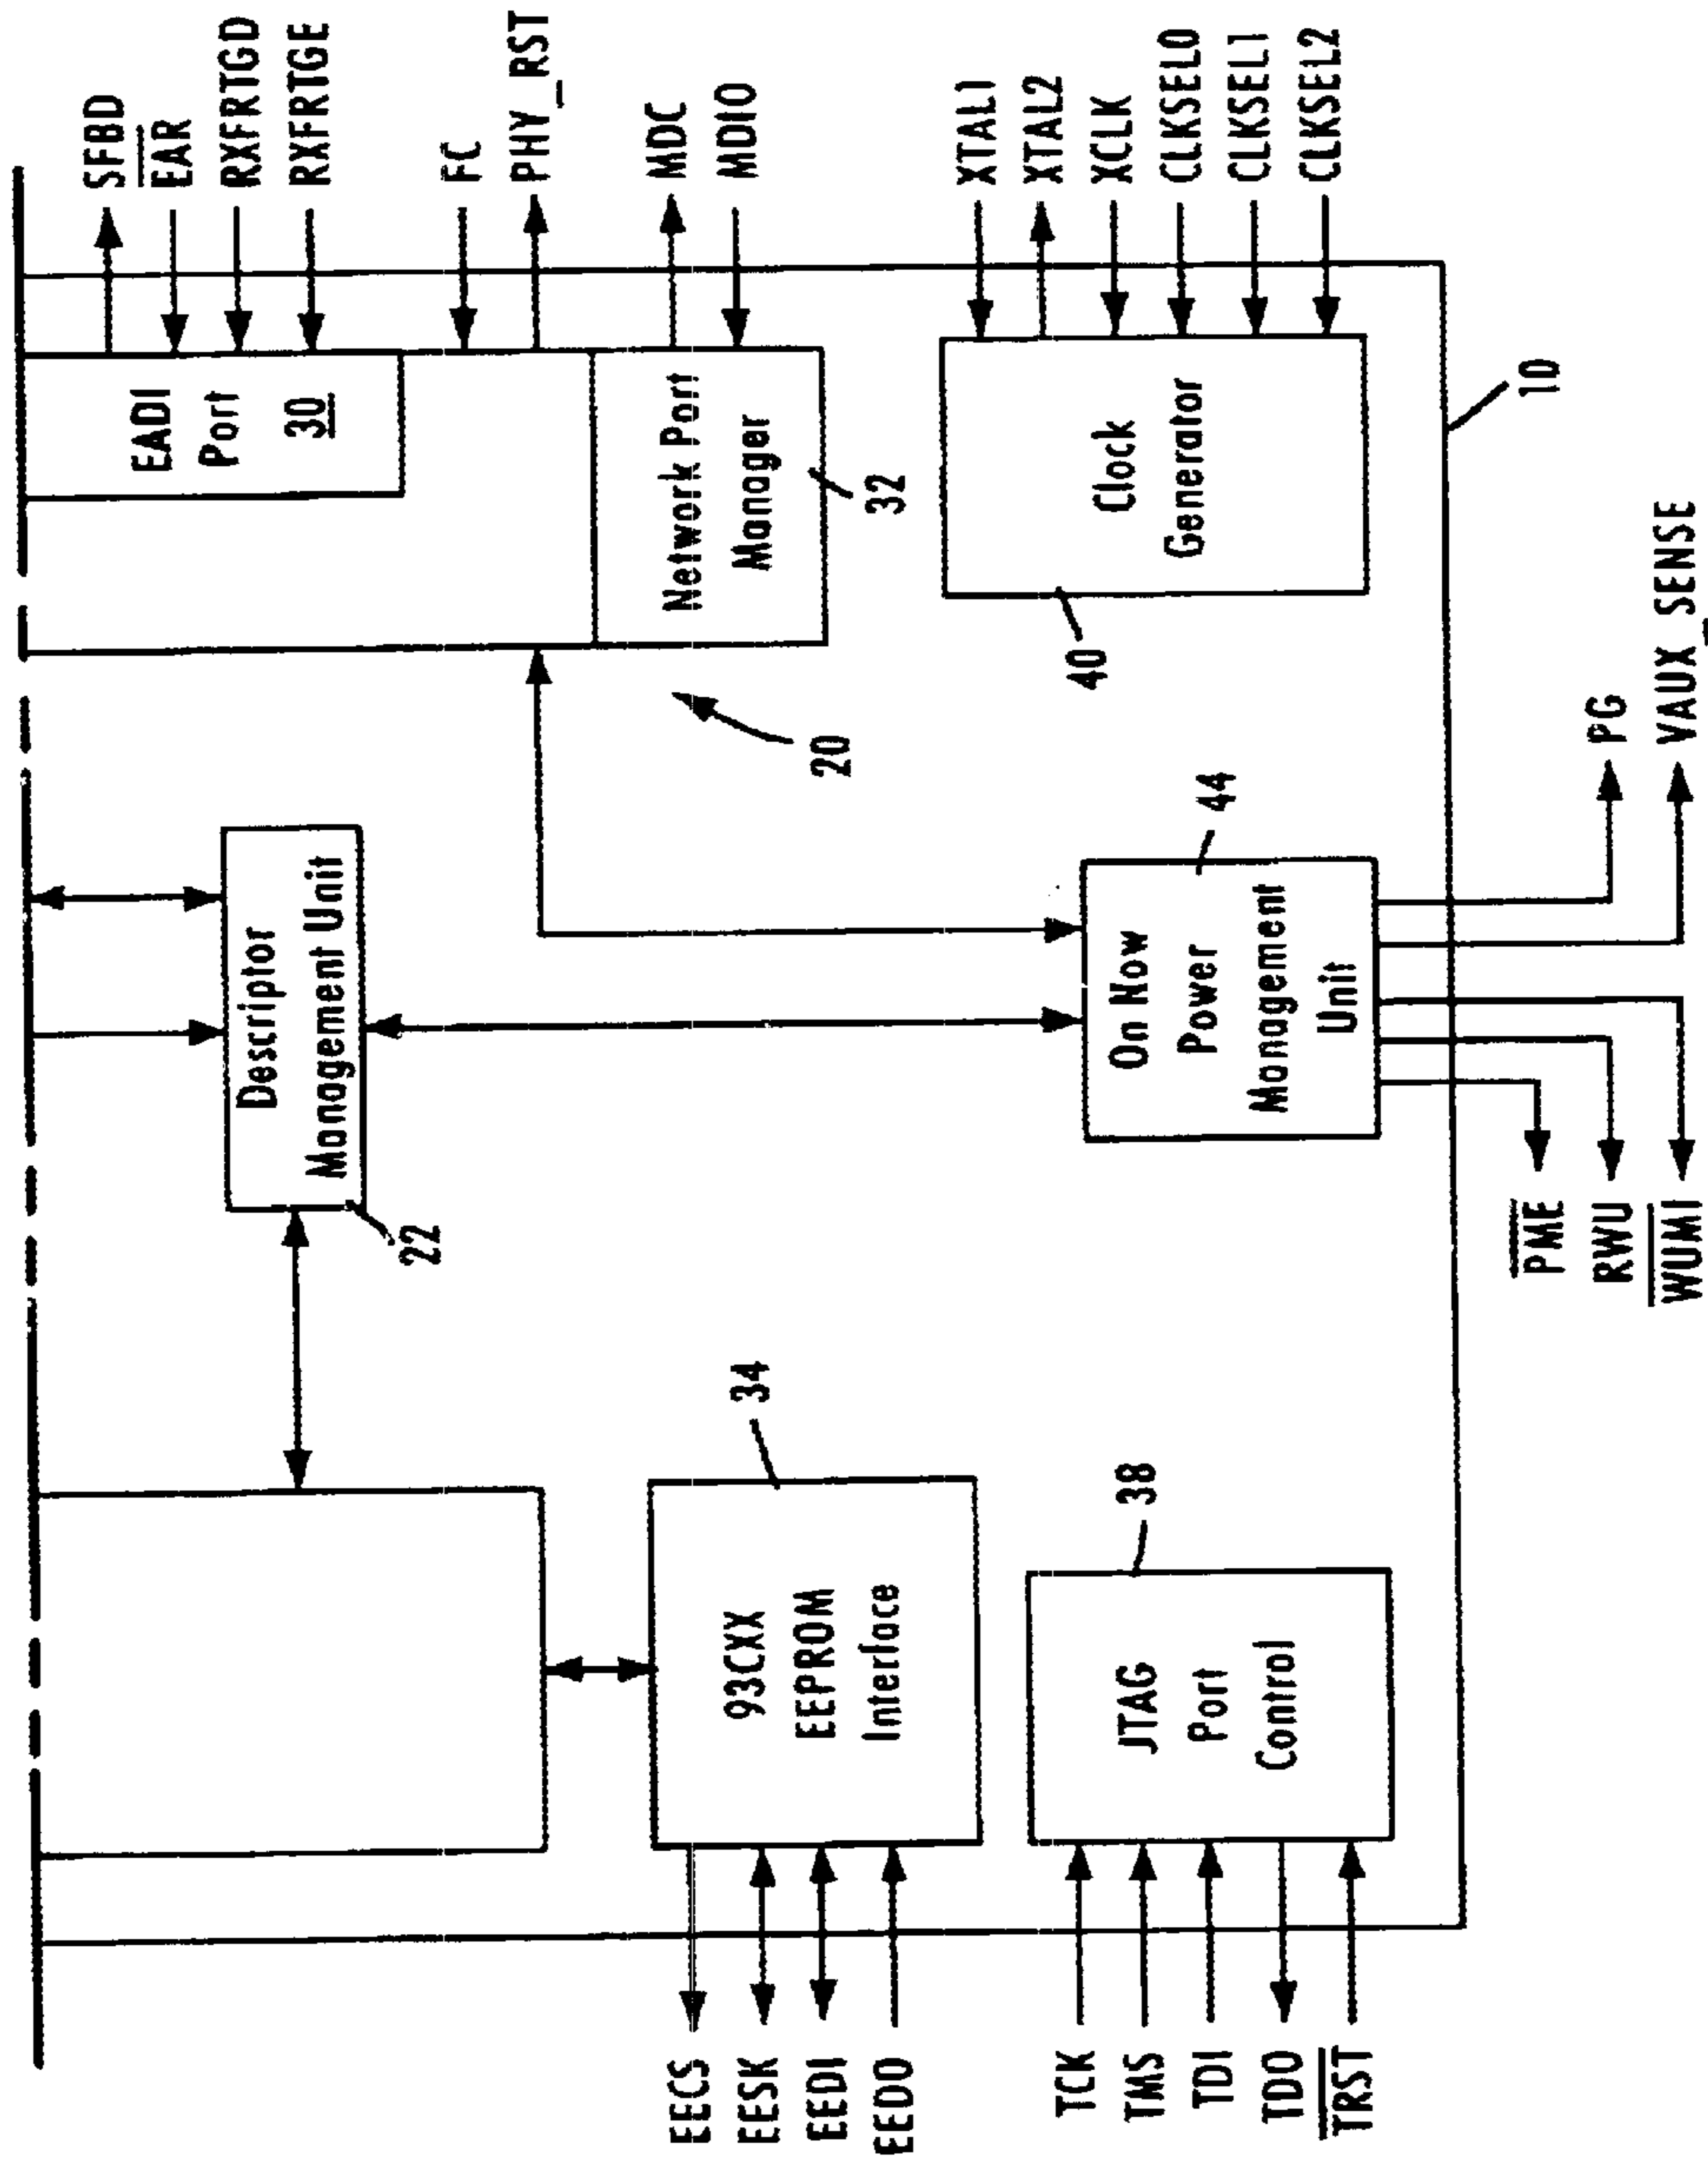 SFBD
EAR
RXFRTGD
RXFRTGE
FC
PHY_RST
MDC
MDIO
XTAL1
XTAL2
XCLK
CLKSEL0
CLKSEL1
CLKSEL2
EADI
Port
30
Network Port
Manager
32
Clock
Generator
40
10
20
Descriptor
Management Unit
22
On Now
Power
Management
Unit
44
PG
VAUX_SENSE
PME
RWU
WUMI
93CXX
EEPROM
Interface
34
JTAG
Port
Control
38
EECS
EESK
EEDI
EEDO
TCK
TMS
TDI
TDO
TRST